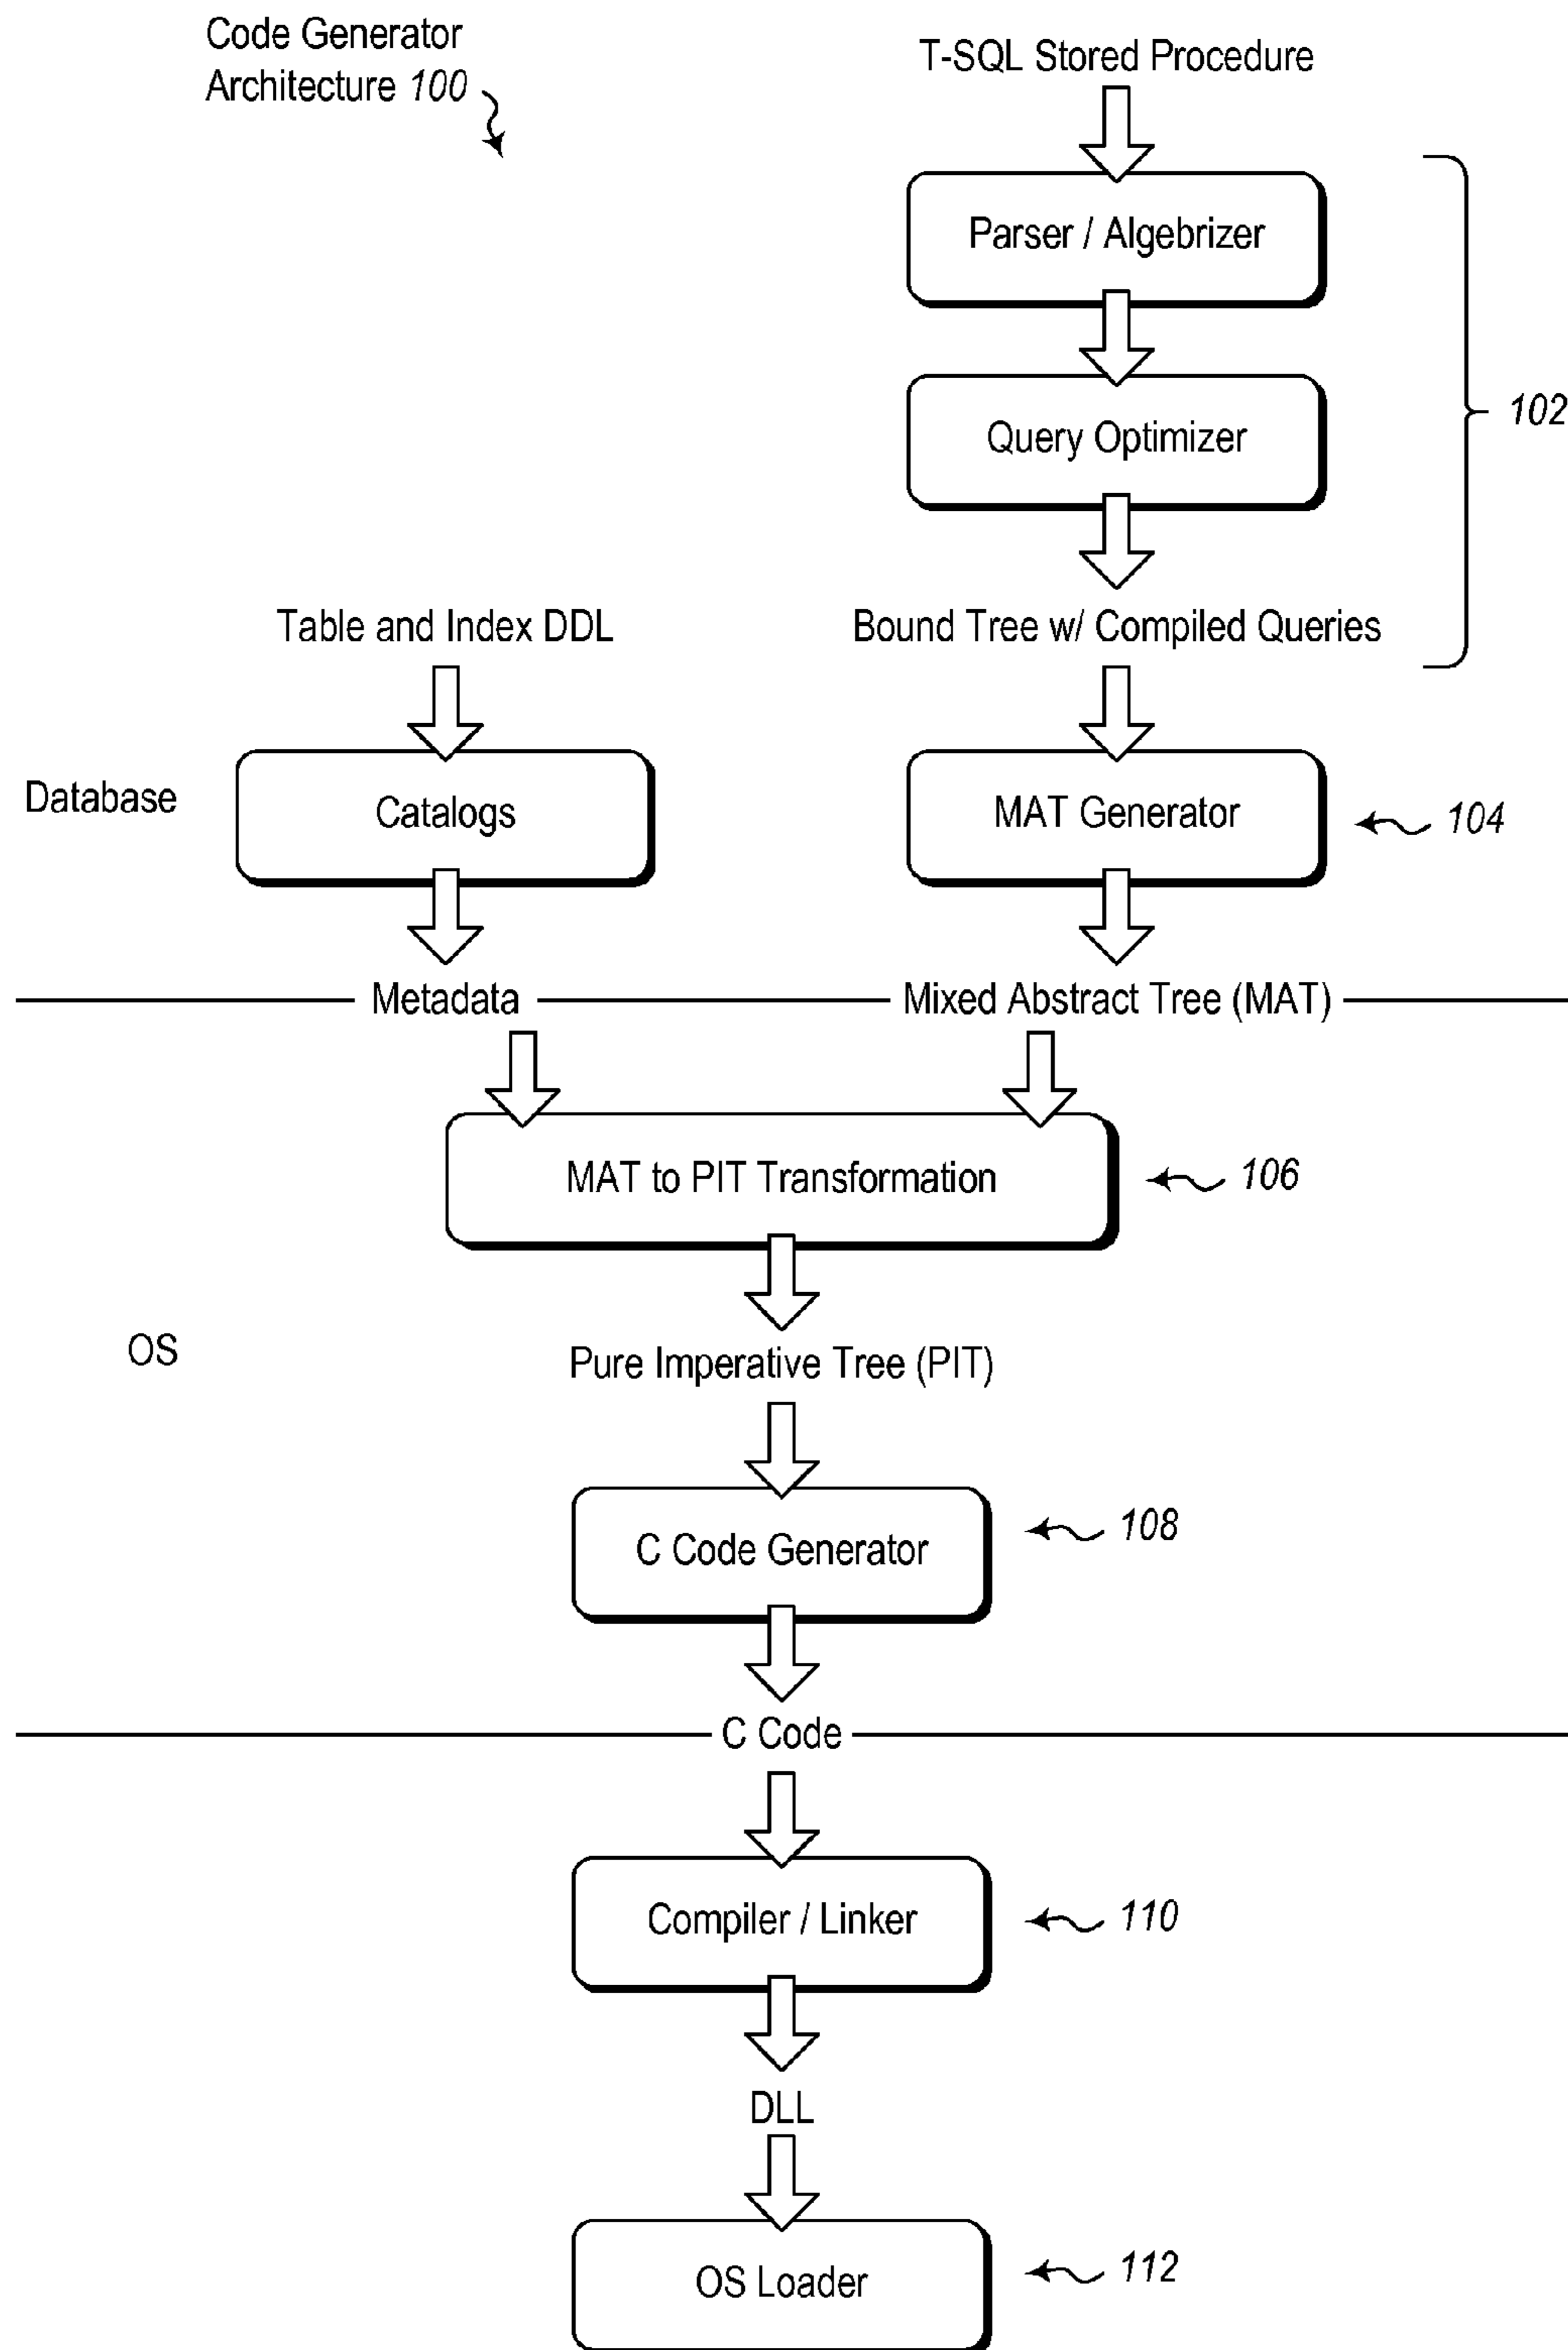 Code Generator
Architecture 100
T-SQL Stored Procedure
Parser / Algebrizer
Query Optimizer
102
Table and Index DDL
Bound Tree w/ Compiled Queries
Database
Catalogs
MAT Generator
104
Metadata
Mixed Abstract Tree (MAT)
MAT to PIT Transformation
106
OS
Pure Imperative Tree (PIT)
C Code Generator
108
C Code
Compiler / Linker
110
DLL
OS Loader
112